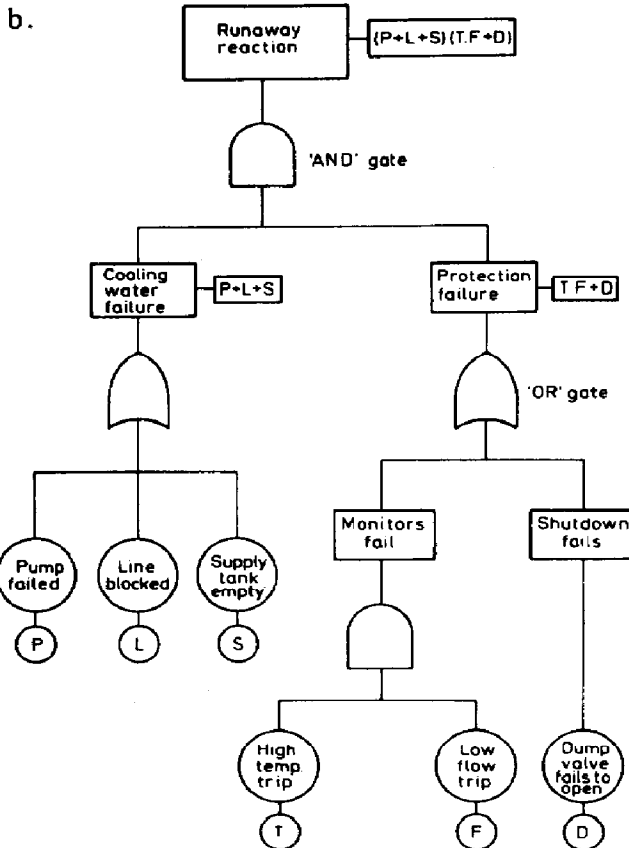 b.
Runaway
reaction
(P+L+S)(T.F+D)
'AND' gate
Cooling
water
failure
P+L+S
Protection
failure
T F+D
'OR' gate
Monitors
fail
Shutdown
fails
Pump
failed
Line
blocked
Supply
tank
empty
P
L
S
High
temp.
trip
Low
flow
trip
Dump
valve
fails to
open
T
F
D